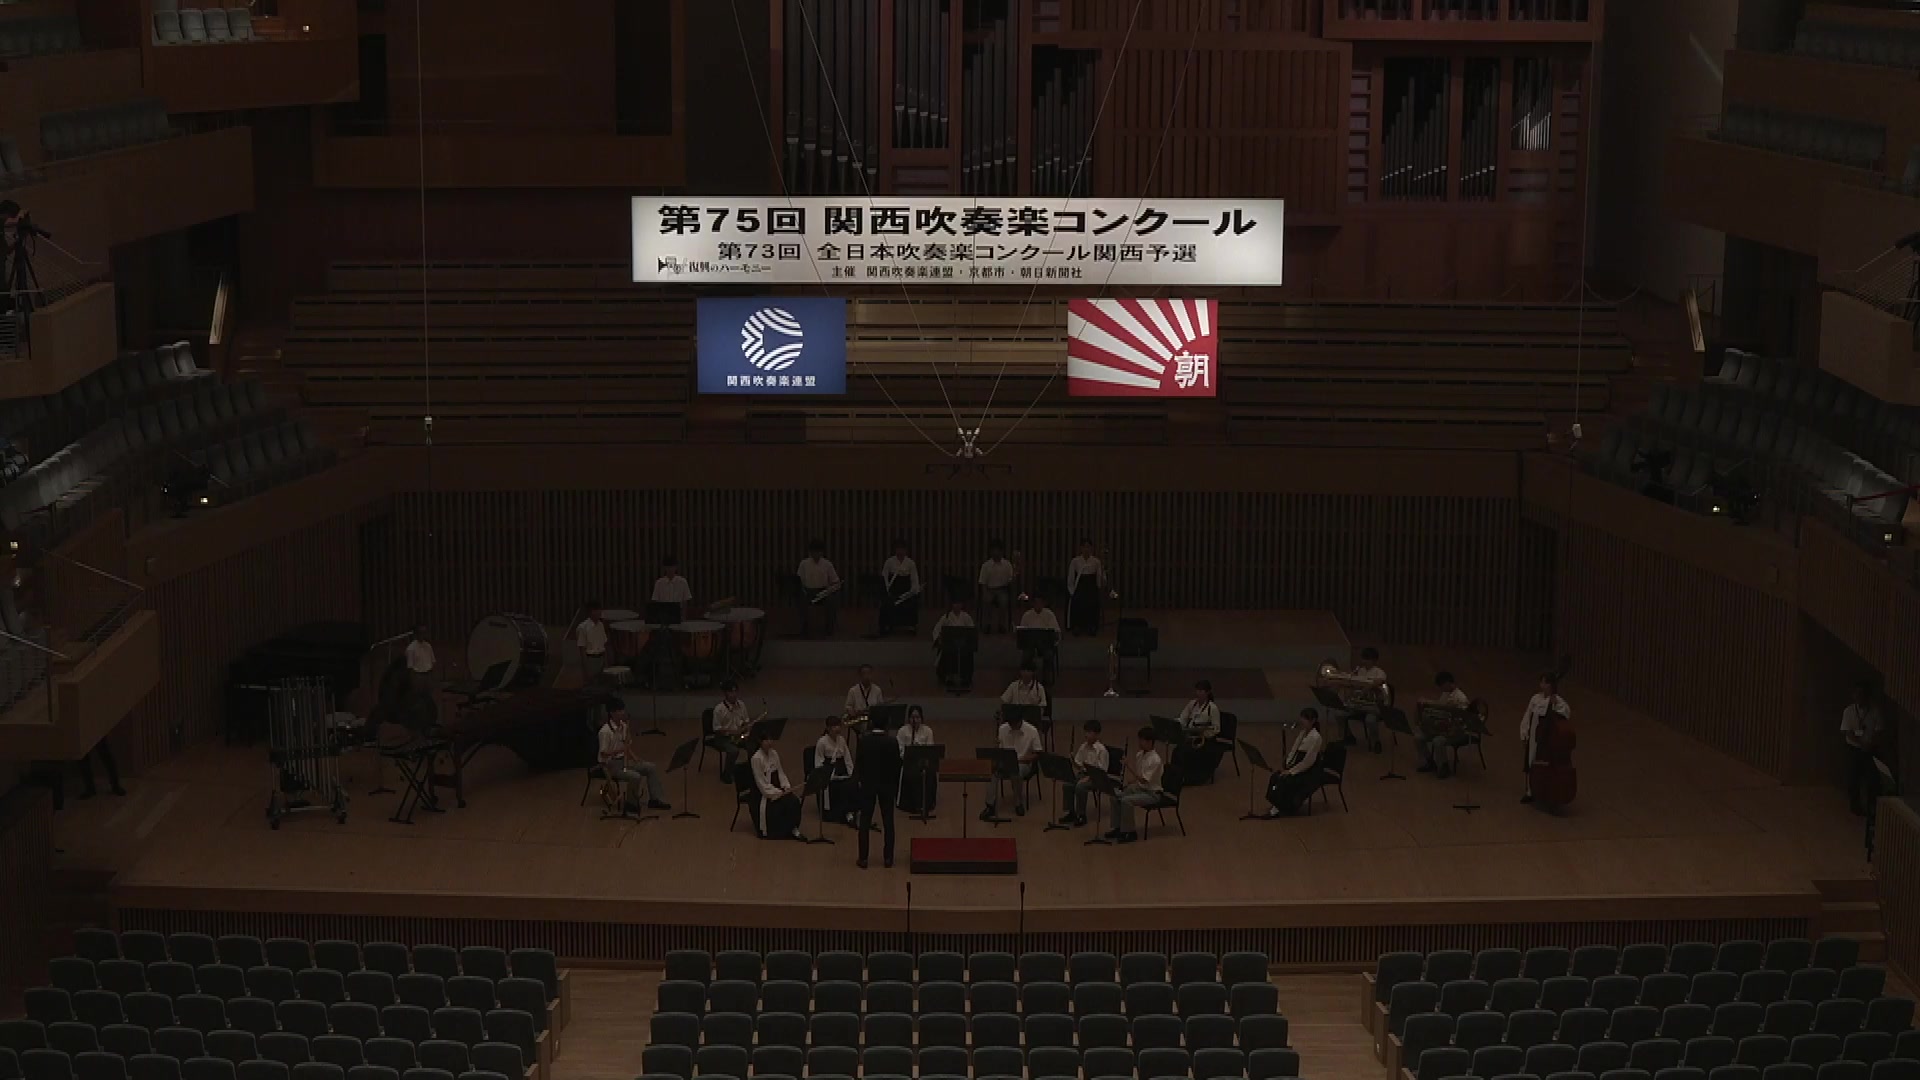 第75回 関西吹奏楽コンクール
第73回 全日本吹奏楽コンクール関西予選
復興のハーモニー 主催 関西吹奏楽連盟・京都市・朝日新聞社
関西吹奏楽連盟
朝